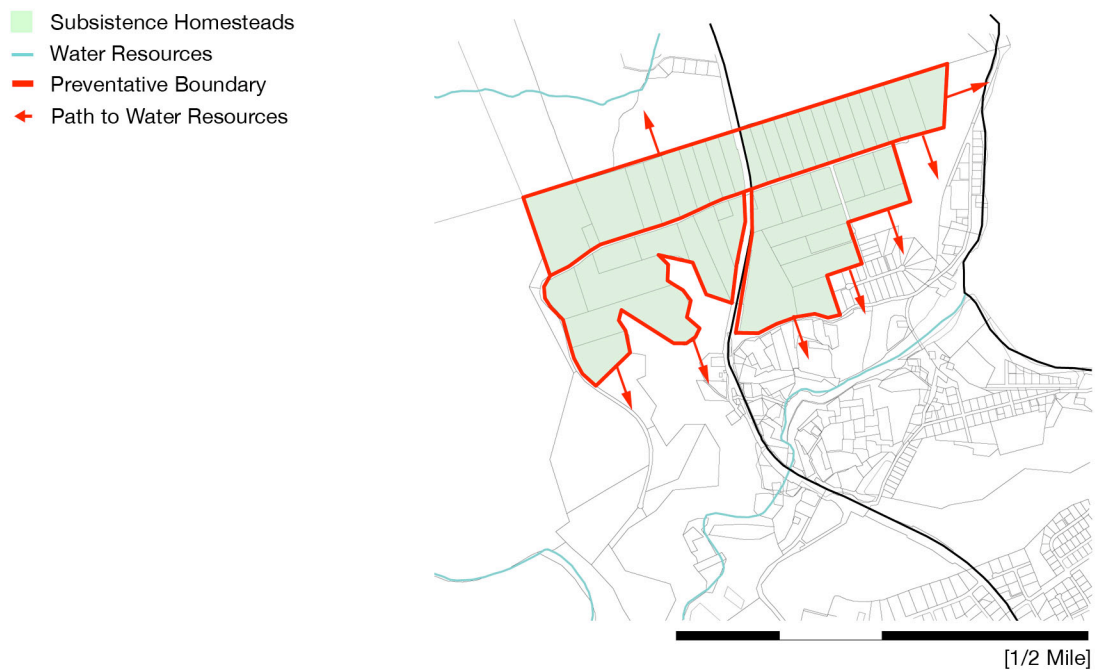 Subsistence Homesteads
Water Resources
Preventative Boundary
Path to Water Resources
[1/2 Mile]